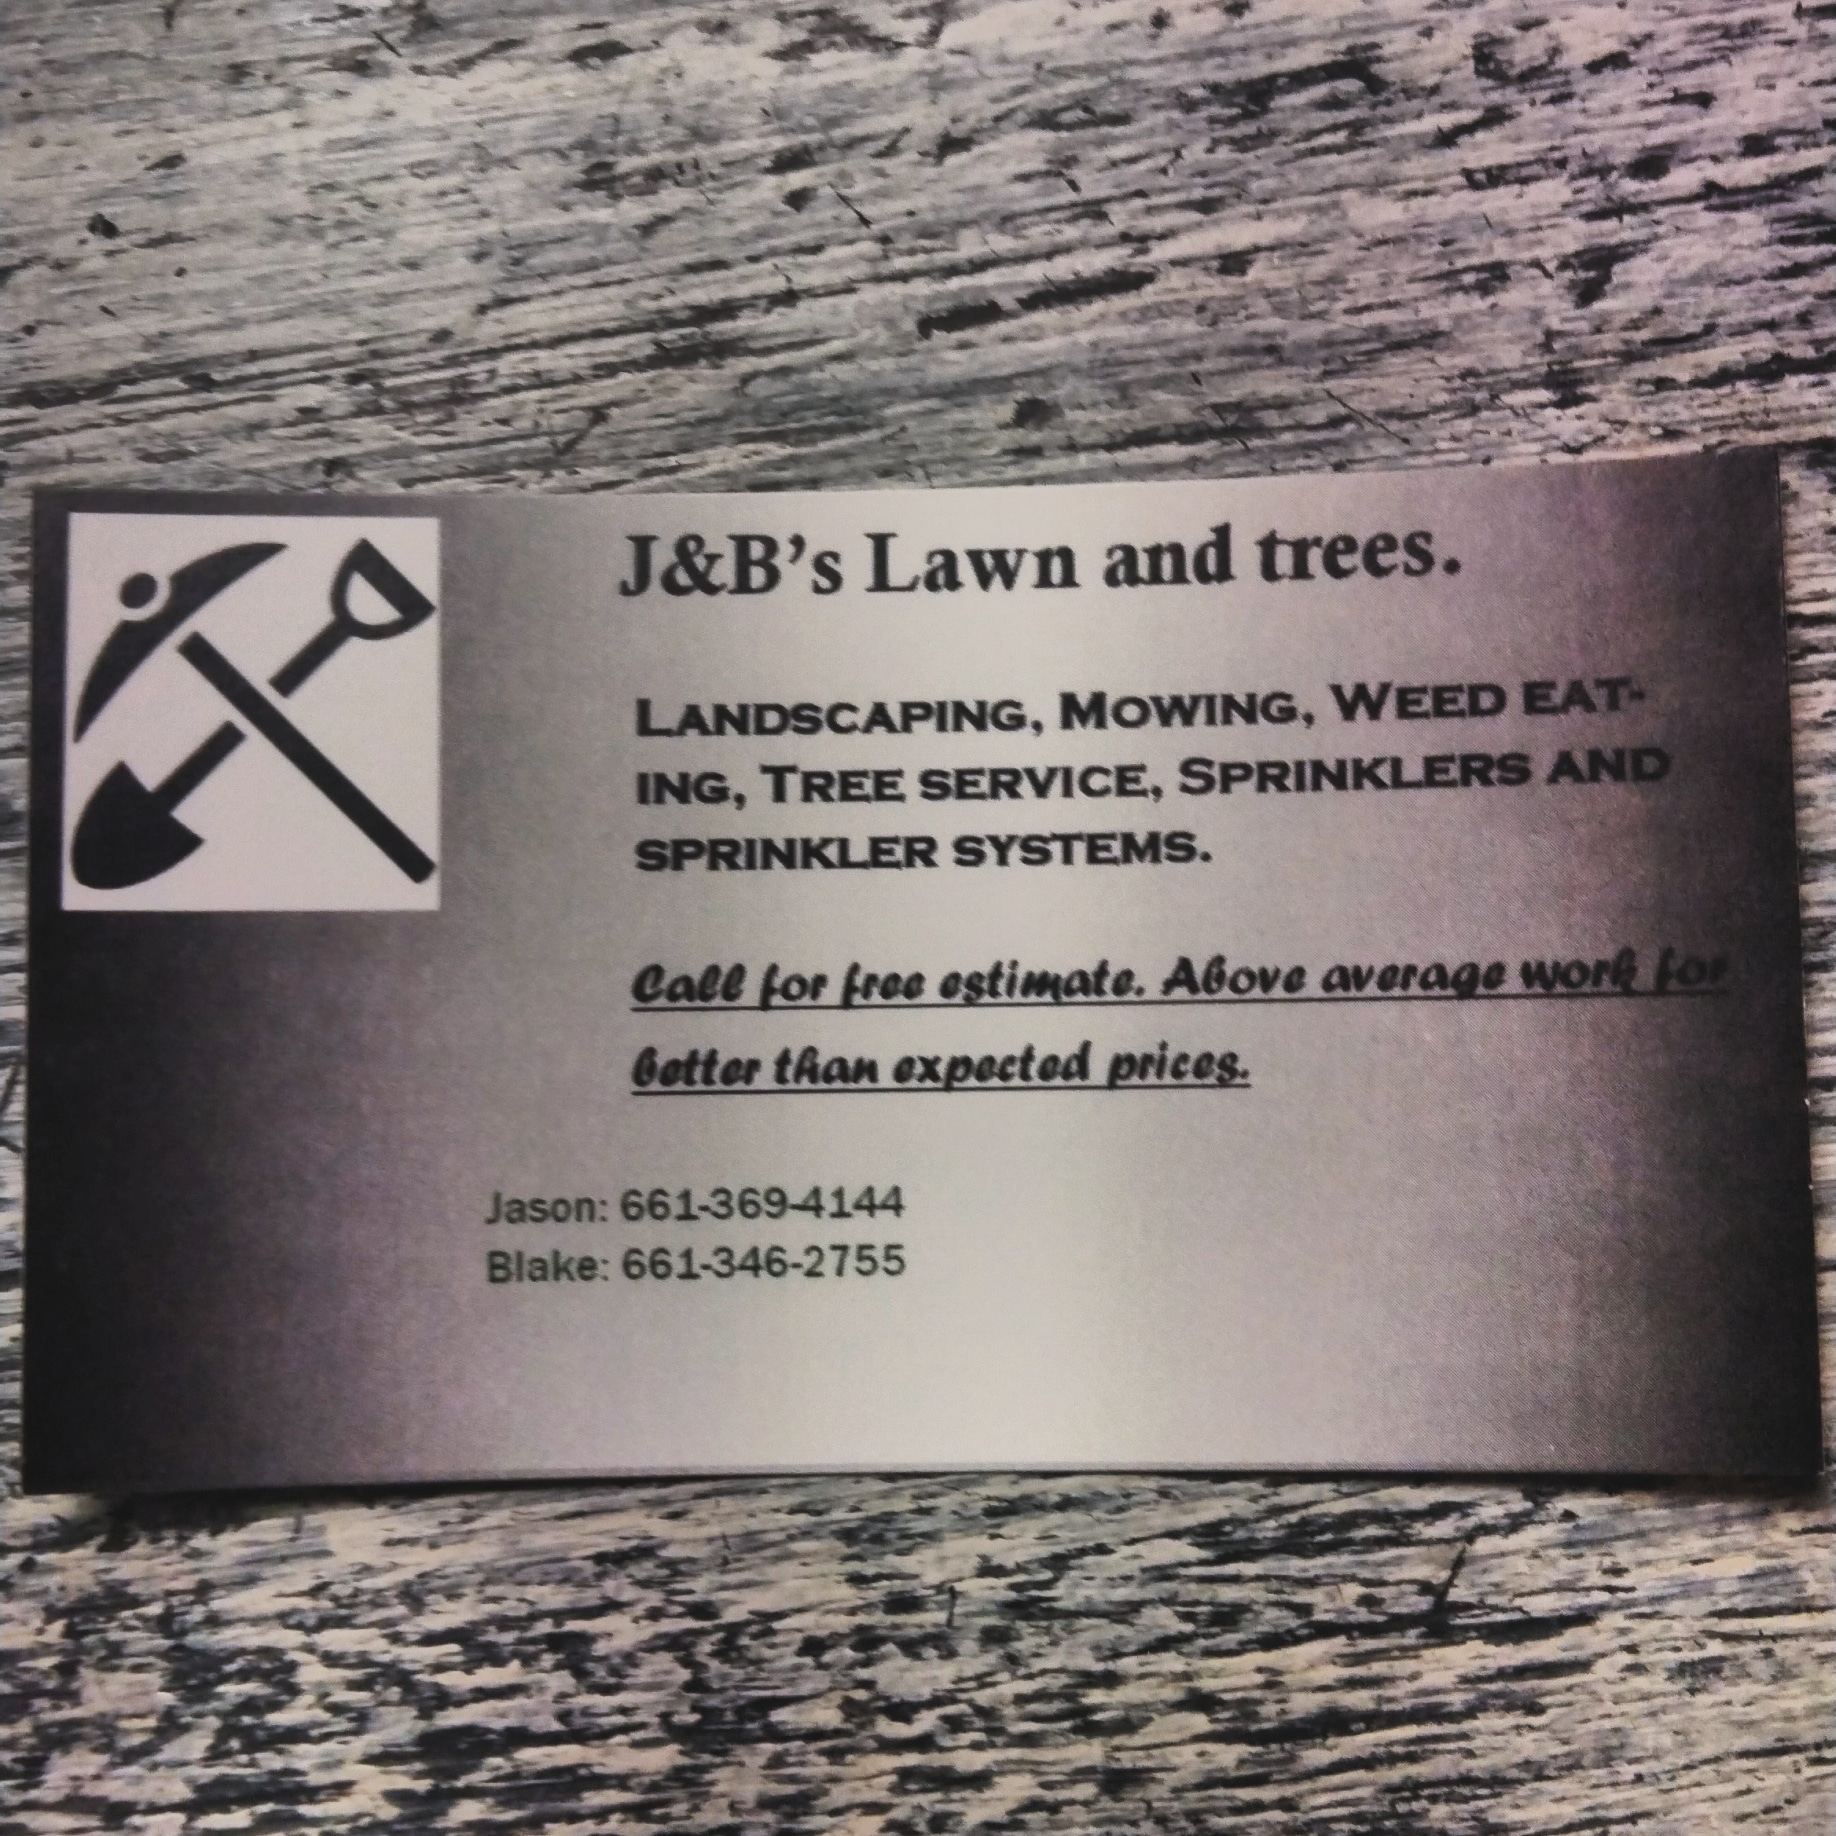 J&B's Lawn and trees.
Landscaping, Mowing, Weed eat-
ing, Tree service, Sprinklers and
sprinkler systems.
Call for free estimate. Above average work for
better than expected prices.
Jason: 661-369-4144
Blake: 661-346-2755